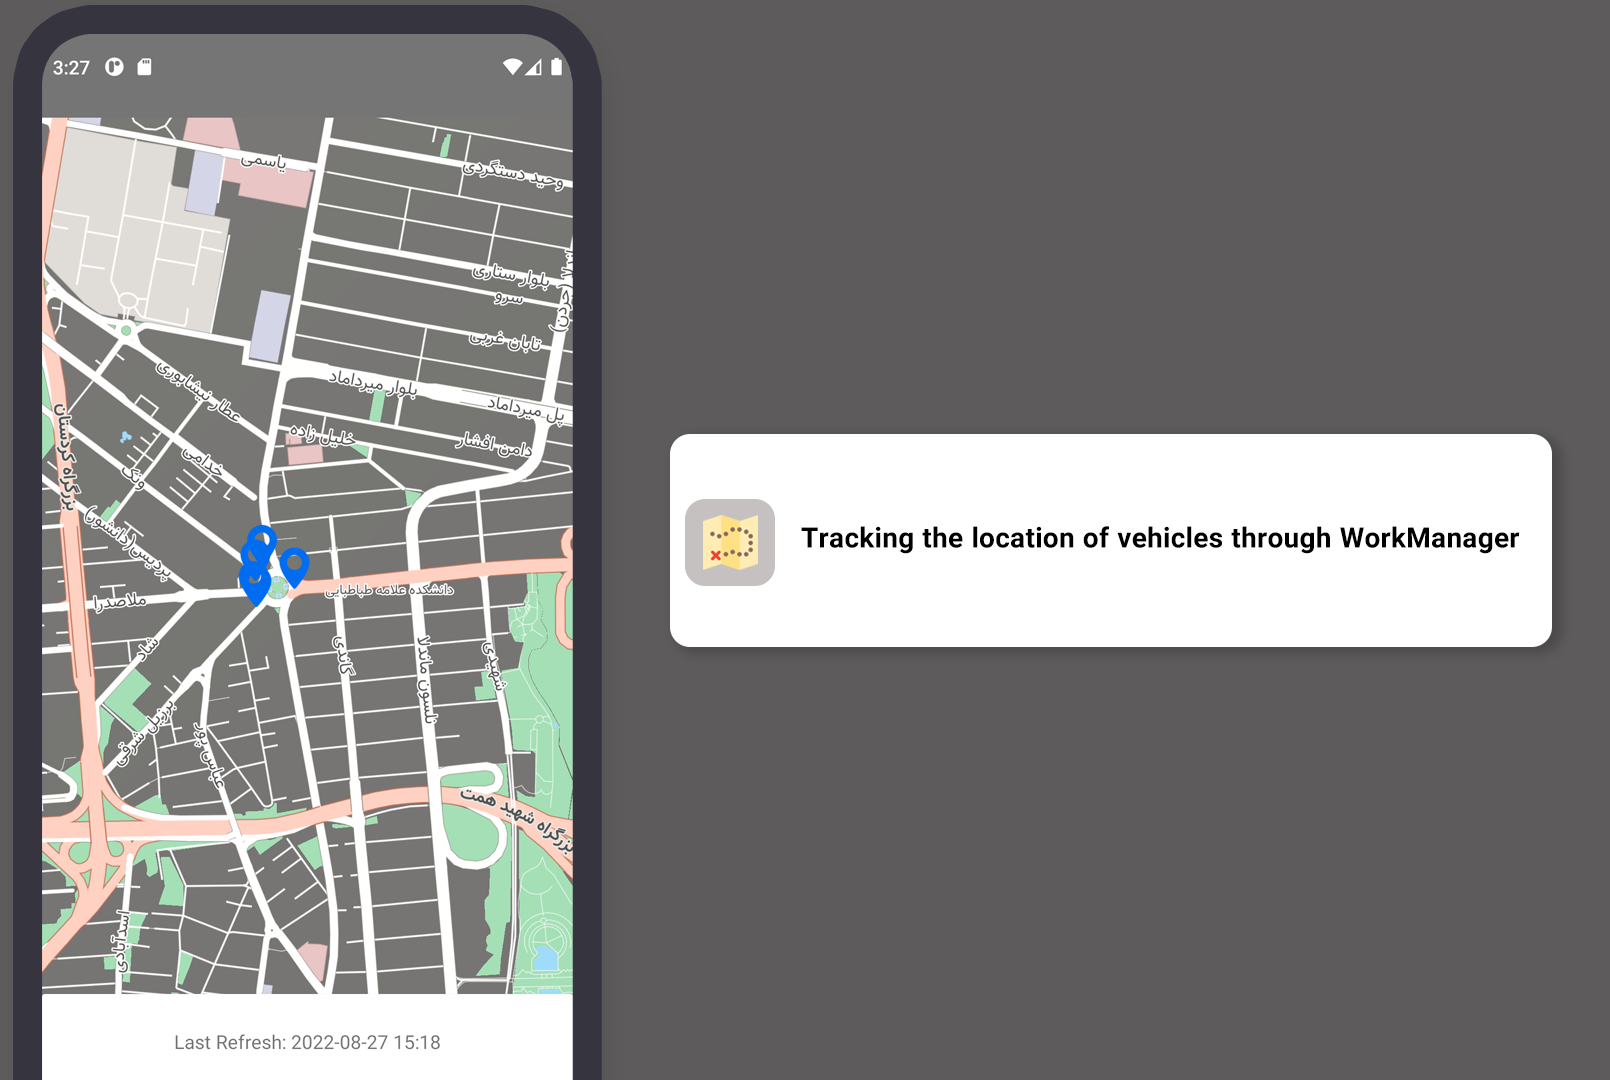 3:27
یاسمی
وحید دستگردی
بلوار ستاری
سرو
تابان غربی
بلوار میرداماد
پل میرداماد
عطار نیشابوری
خلیل زاده
دامن افشار
بزرگراه کردستان
خدامی
ونک
پردیس(دانشور)
ملاصدرا
دانشکده علامه طباطبایی
شاد
گاندی
نلسون ماندلا
شهیدی
برزیل شرقی
عباس پور
بزرگراه شهید همت
اسدآبادی
Last Refresh: 2022-08-27 15:18
Tracking the location of vehicles through WorkManager